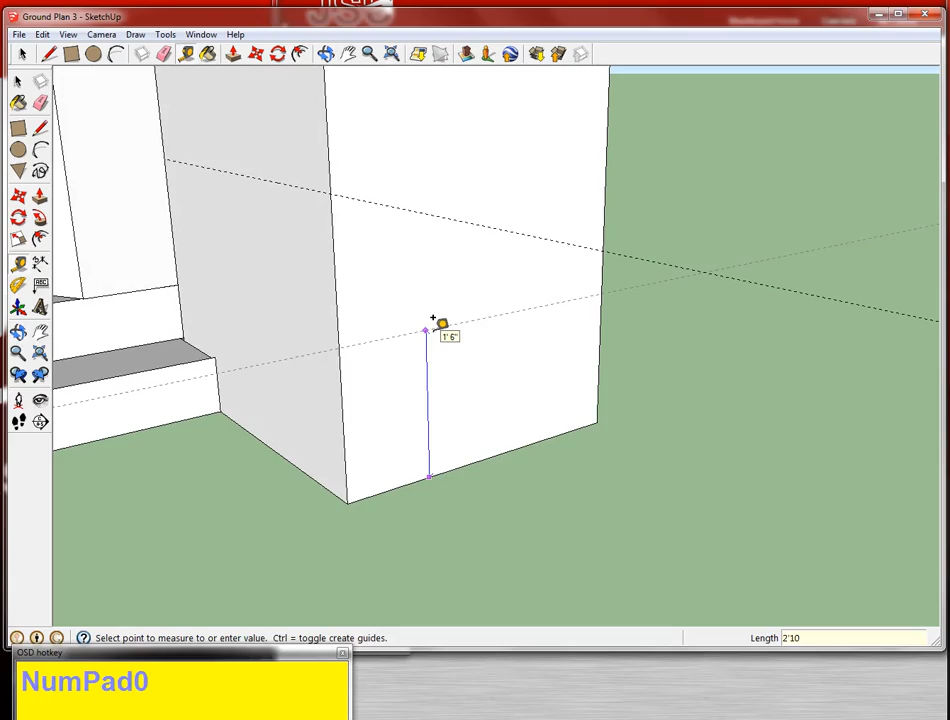 Ground Plan 3 - SketchUp
File Edit View Camera Draw Tools Window Help
ABC
1' 6"
Select point to measure to or enter value. Ctrl = toggle create guides.
Length 2'10
OSD hotkey
NumPad0